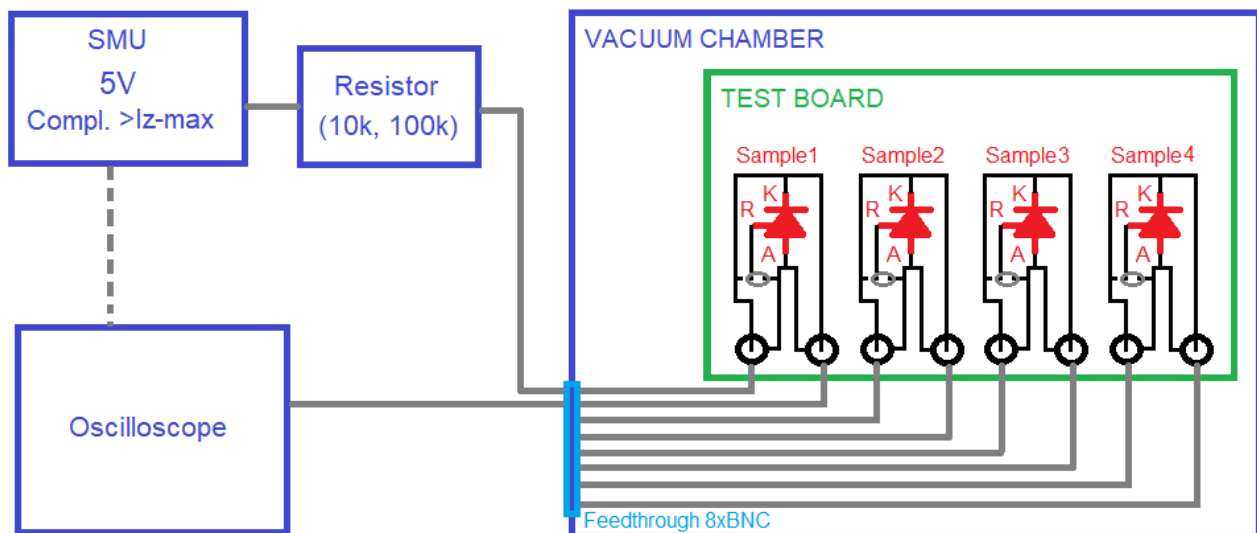 SMU
5V
Compl. >Iz-max
Resistor
(10k, 100k)
Oscilloscope
VACUUM CHAMBER
TEST BOARD
Sample1
Sample2
Sample3
Sample4
K
R
A
K
R
A
K
R
A
K
R
A
Feedthrough 8xBNC